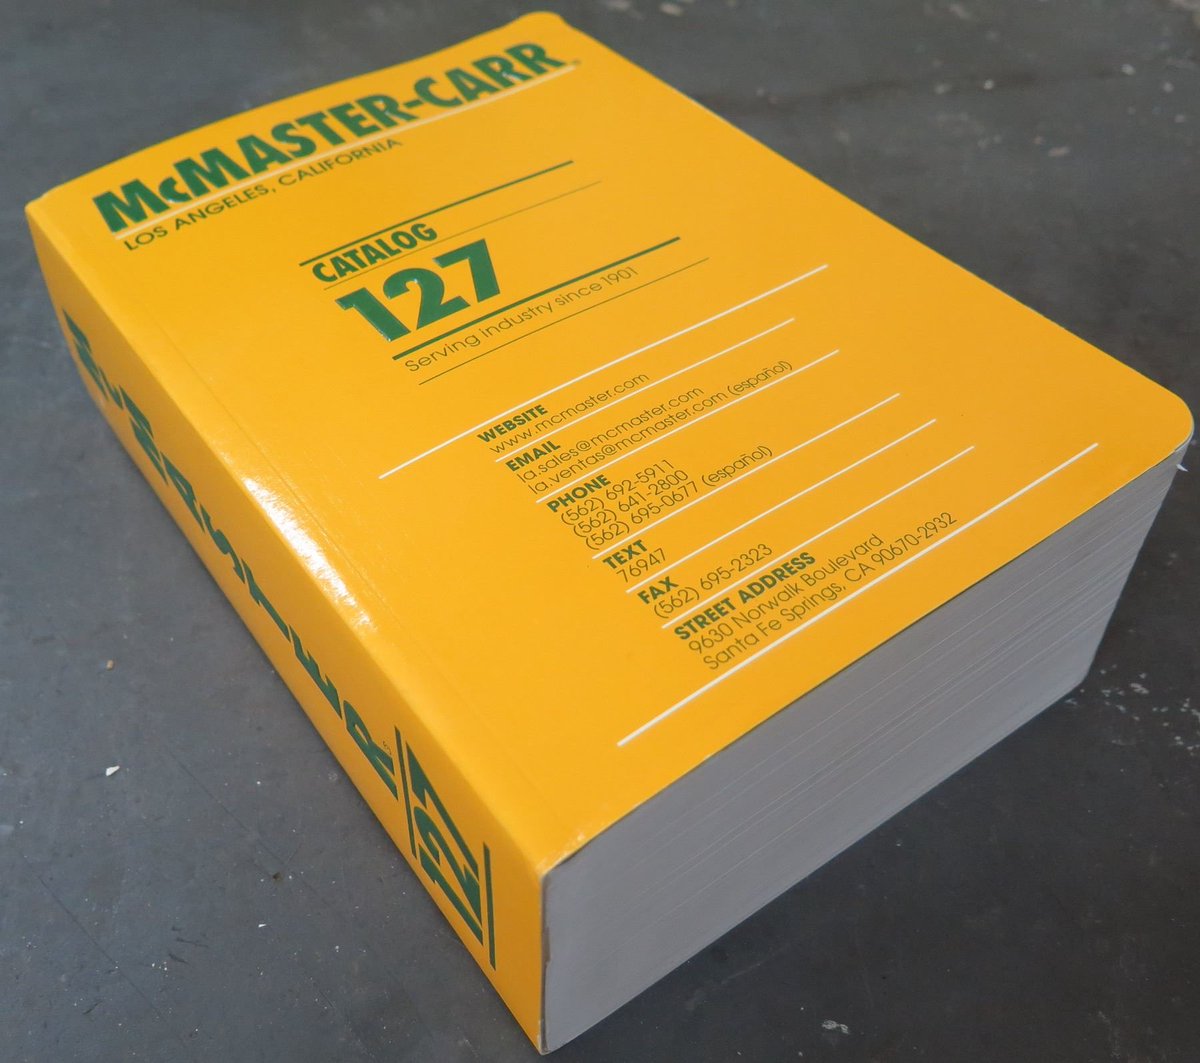 McMASTER-CARR
LOS ANGELES, CALIFORNIA
CATALOG
127
Serving industry since 1901
WEBSITE
www.mcmaster.com
EMAIL
la.sales@mcmaster.com
la.ventas@mcmaster.com (español)
PHONE
(562) 692-5911
(562) 641-2800
(562) 695-0677 (español)
TEXT
76947
FAX
(562) 695-2323
STREET ADDRESS
9630 Norwalk Boulevard
Santa Fe Springs, CA 90670-2932
McMASTER®
127